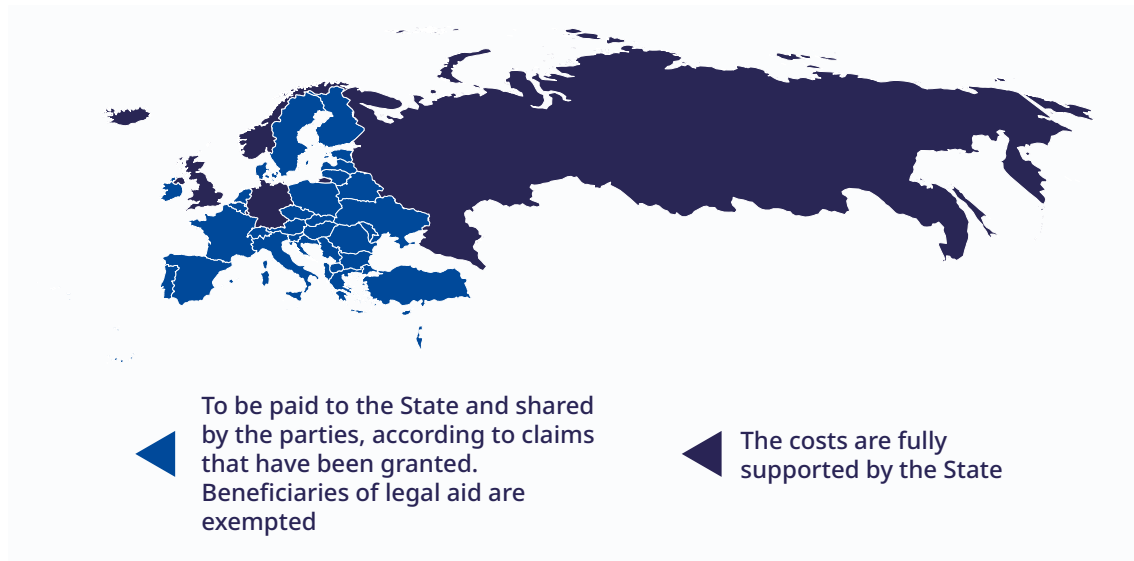 To be paid to the State and shared
by the parties, according to claims
that have been granted.
Beneficiaries of legal aid are
exempted
The costs are fully
supported by the State